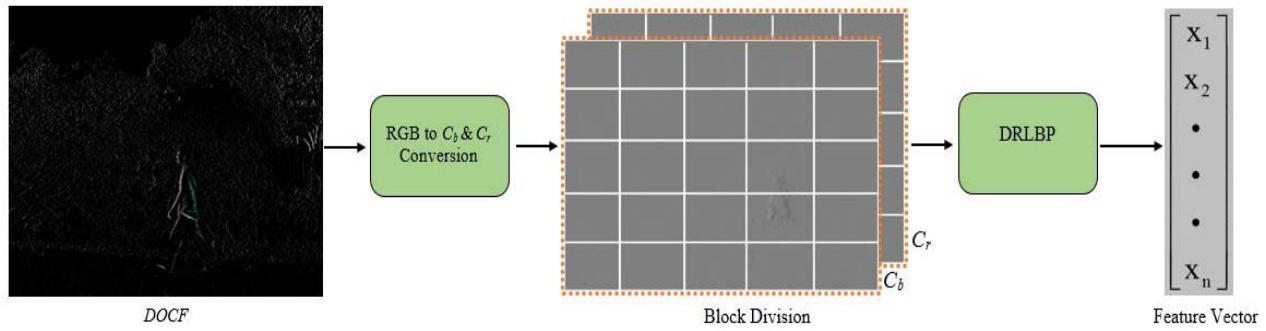 RGB to Cb & Cr
Conversion
DRLBP
Cr
Cb
x1
x2
•
•
•
xn
DOCF
Block Division
Feature Vector